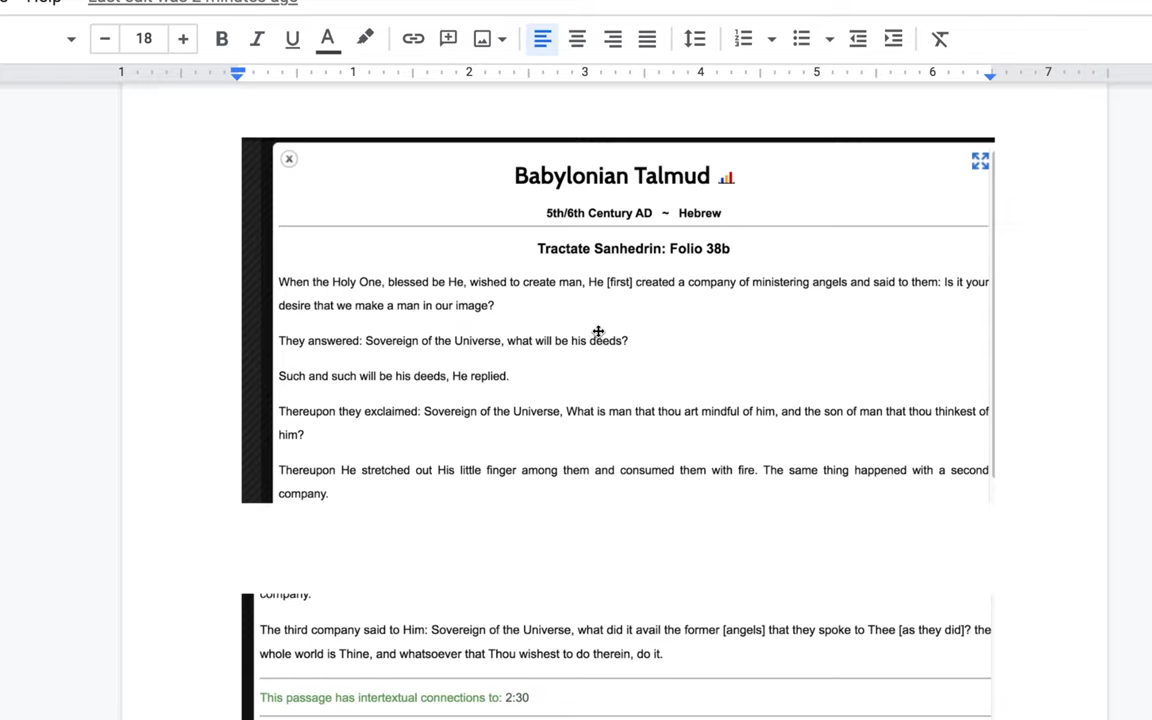 Help
Last edit was 2 minutes ago
18
B I U A
1 1 2 3 4 5 6 7
Babylonian Talmud
5th/6th Century AD ~ Hebrew
Tractate Sanhedrin: Folio 38b
When the Holy One, blessed be He, wished to create man, He [first] created a company of ministering angels and said to them: Is it your
desire that we make a man in our image?
They answered: Sovereign of the Universe, what will be his deeds?
Such and such will be his deeds, He replied.
Thereupon they exclaimed: Sovereign of the Universe, What is man that thou art mindful of him, and the son of man that thou thinkest of
him?
Thereupon He stretched out His little finger among them and consumed them with fire. The same thing happened with a second
company.
company.
The third company said to Him: Sovereign of the Universe, what did it avail the former [angels] that they spoke to Thee [as they did]? the
whole world is Thine, and whatsoever that Thou wishest to do therein, do it.
This passage has intertextual connections to: 2:30